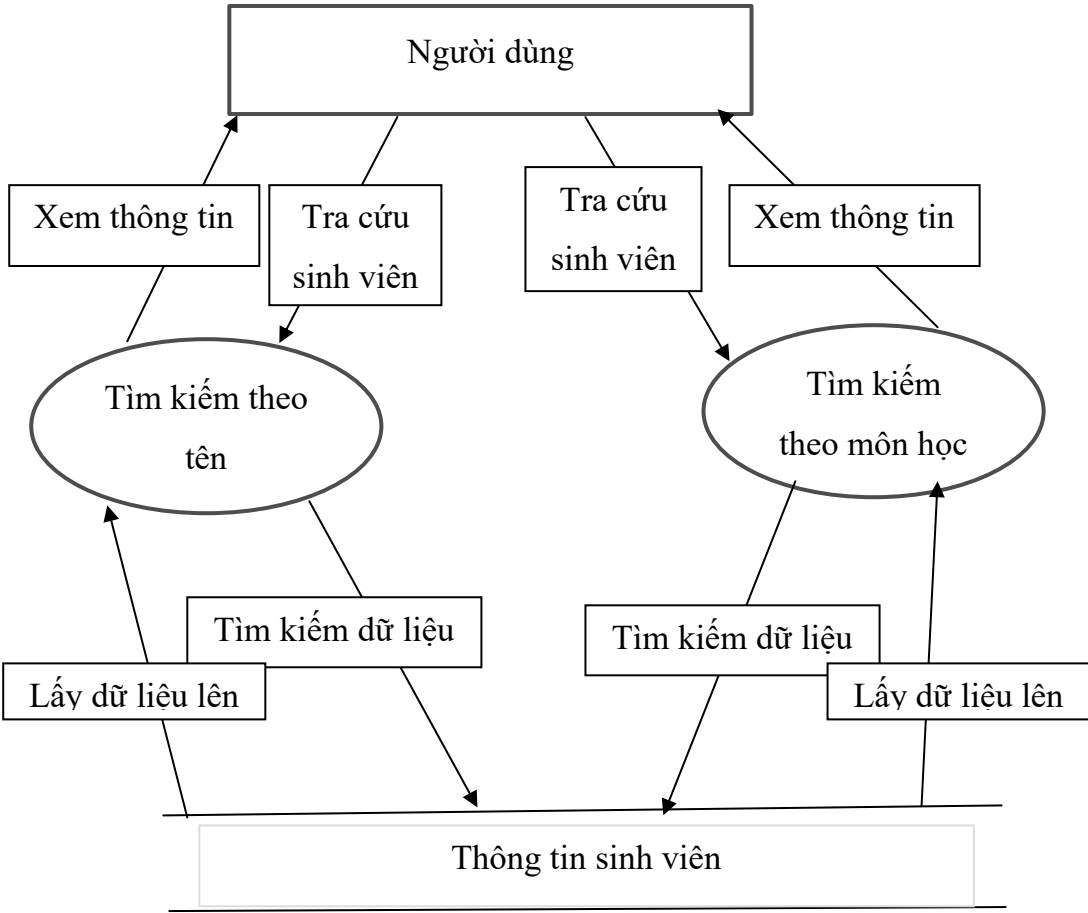 Người dùng
Xem thông tin
Tra cứu
sinh viên
Tra cứu
sinh viên
Xem thông tin
Tìm kiếm theo
tên
Tìm kiếm
theo môn học
Tìm kiếm dữ liệu
Tìm kiếm dữ liệu
Lấy dữ liệu lên
Lấy dữ liệu lên
Thông tin sinh viên